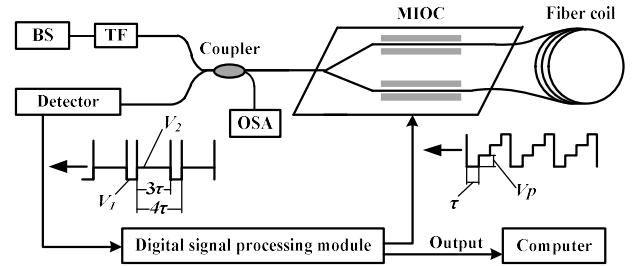 MIOC
Fiber coil
BS
TF
Coupler
Detector
OSA
V2
V1
3τ
4τ
τ
Vp
Digital signal processing module
Output
Computer